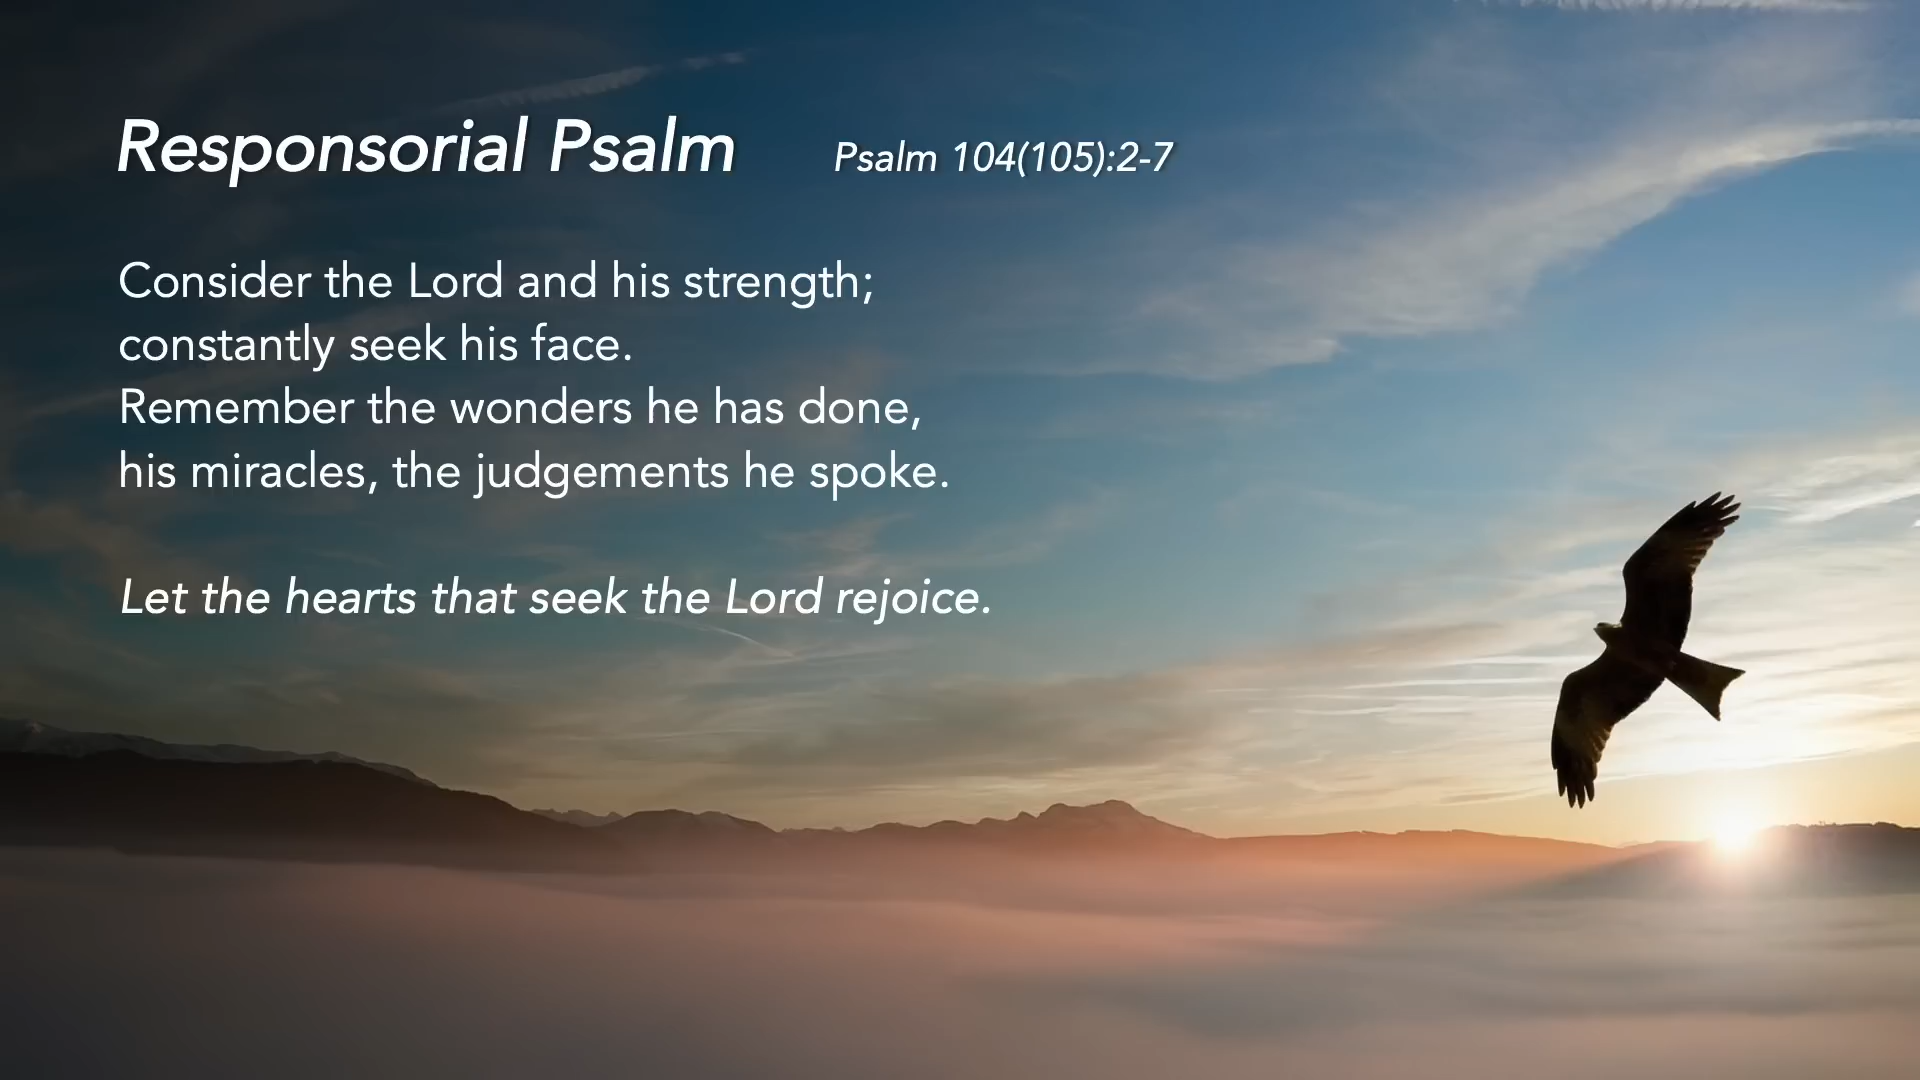 Responsorial Psalm Psalm 104(105):2-7
Consider the Lord and his strength;
constantly seek his face.
Remember the wonders he has done,
his miracles, the judgements he spoke.
Let the hearts that seek the Lord rejoice.